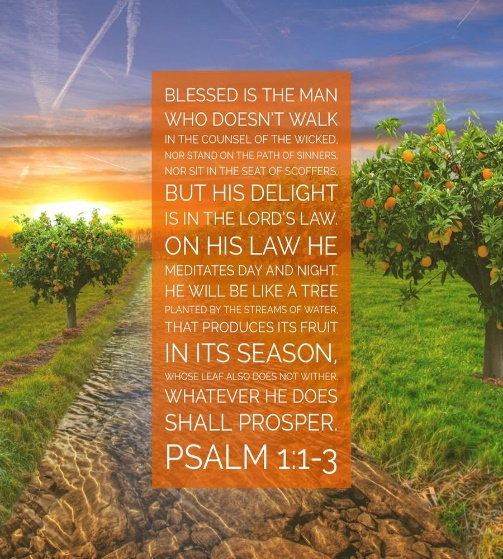 BLESSED IS THE MAN
WHO DOESN'T WALK
IN THE COUNSEL OF THE WICKED,
NOR STAND ON THE PATH OF SINNERS,
NOR SIT IN THE SEAT OF SCOFFERS;
BUT HIS DELIGHT
IS IN THE LORD'S LAW.
ON HIS LAW HE
MEDITATES DAY AND NIGHT.
HE WILL BE LIKE A TREE
PLANTED BY THE STREAMS OF WATER,
THAT PRODUCES ITS FRUIT
IN ITS SEASON,
WHOSE LEAF ALSO DOES NOT WITHER.
WHATEVER HE DOES
SHALL PROSPER.
PSALM 1:1-3